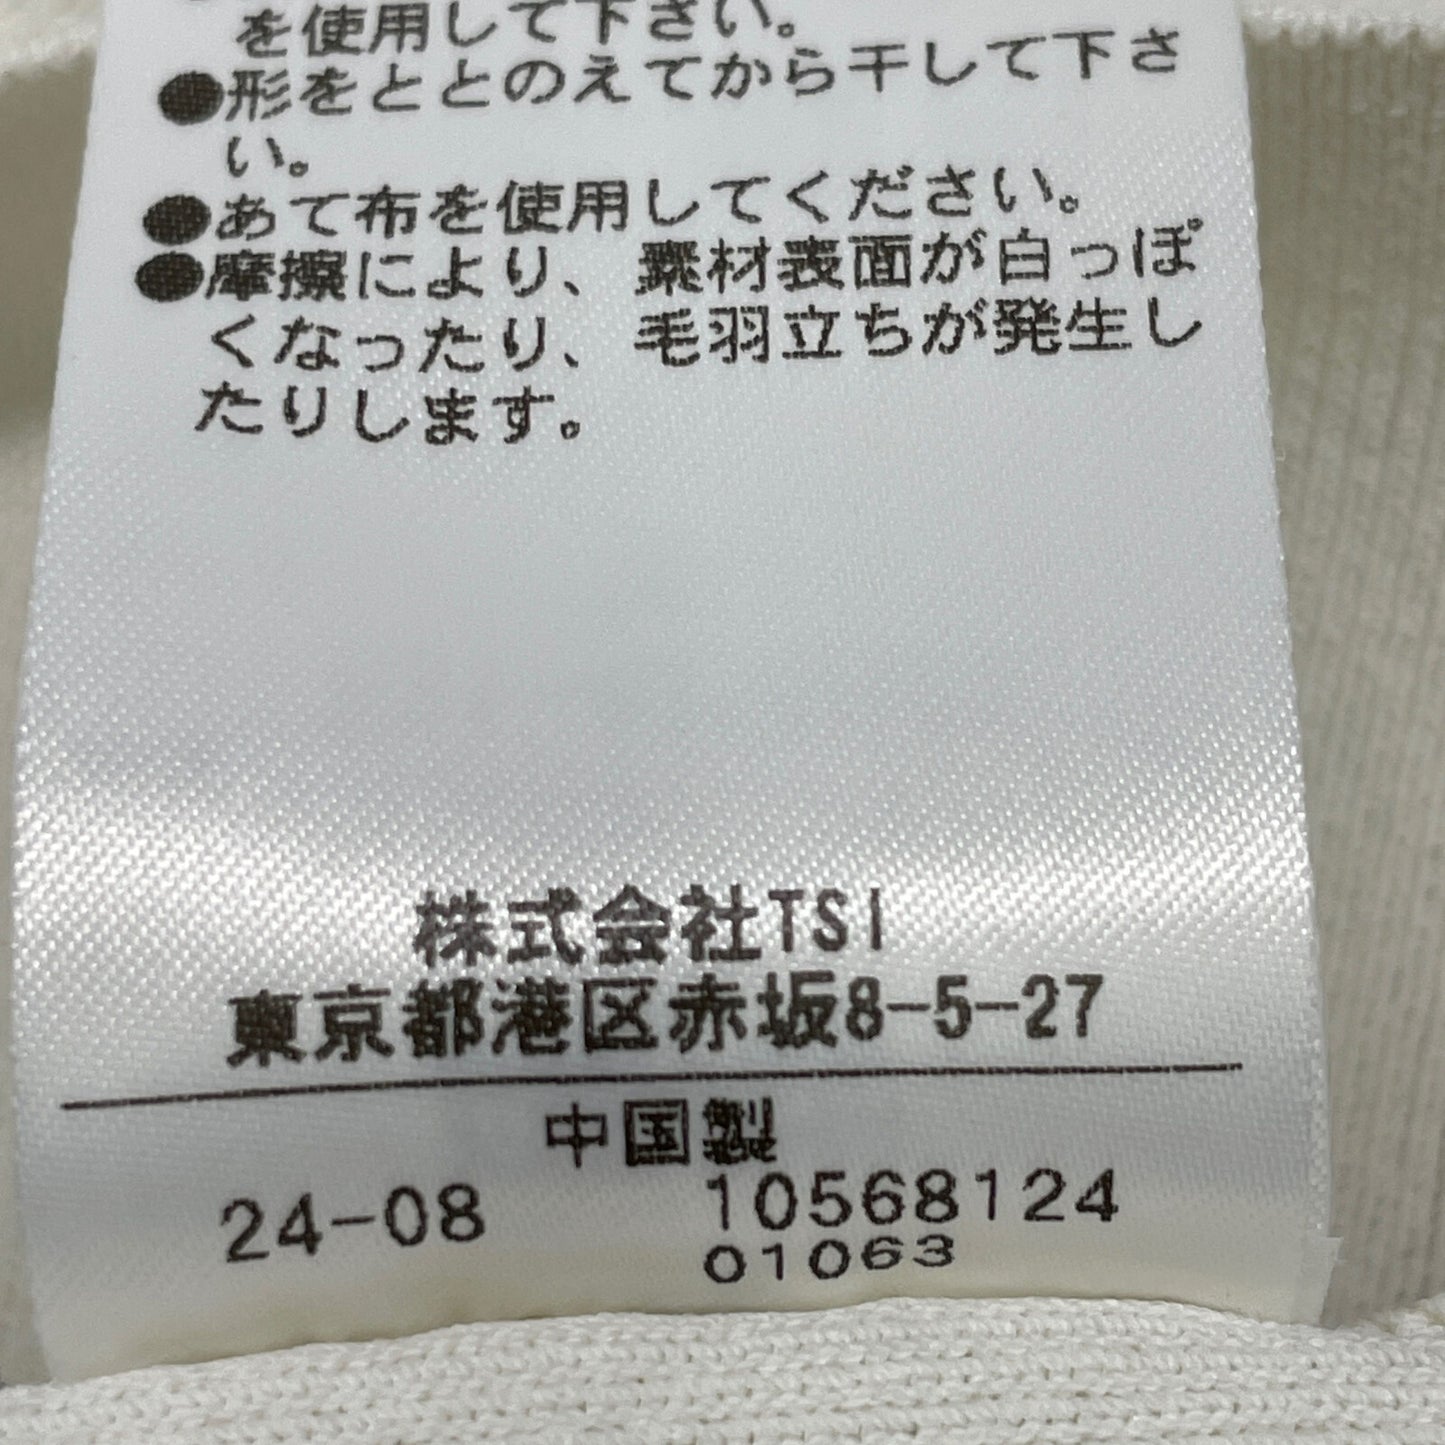 を使用して下さい。
●形をととのえてから干して下さ
い。
●あて布を使用してください。
●摩擦により、素材表面が白っぽ
くなったり、毛羽立ちが発生し
たりします。
株式会社TSI
東京都港区赤坂8-5-27
中国製
24-08 10568124
01063